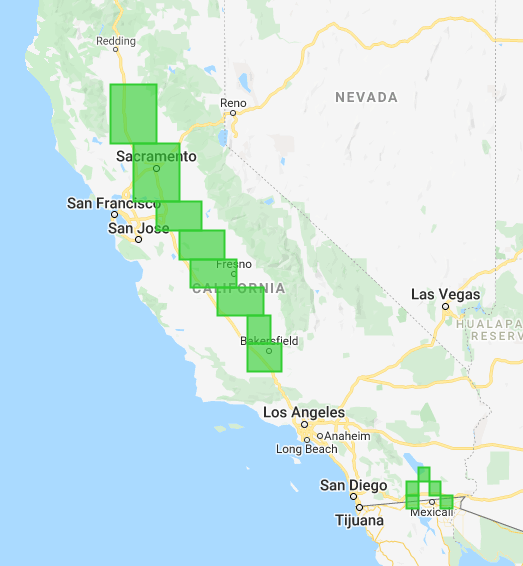 Redding
Reno
NEVADA
Sacramento
San Francisco
San Jose
Fresno
CALIFORNIA
Las Vegas
HUALAPA
RESERV
Bakersfield
Los Angeles
Anaheim
Long Beach
San Diego
Mexicali
Tijuana